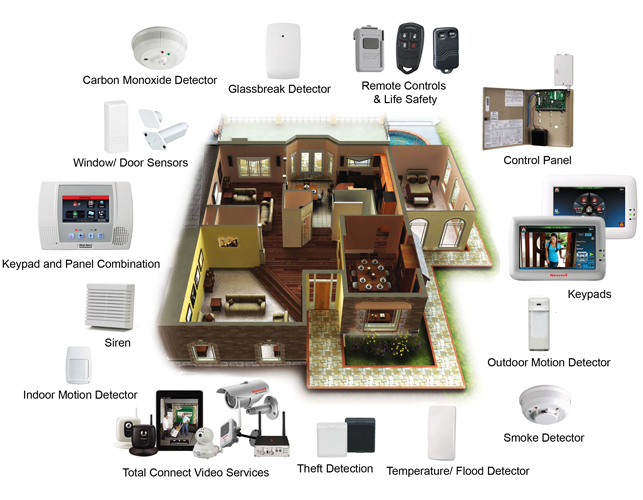 Carbon Monoxide Detector
Glassbreak Detector
Remote Controls
& Life Safety
Window/ Door Sensors
Control Panel
Keypad and Panel Combination
Honeywell
Keypads
Siren
Outdoor Motion Detector
Indoor Motion Detector
Smoke Detector
Total Connect Video Services
Theft Detection
Temperature/ Flood Detector